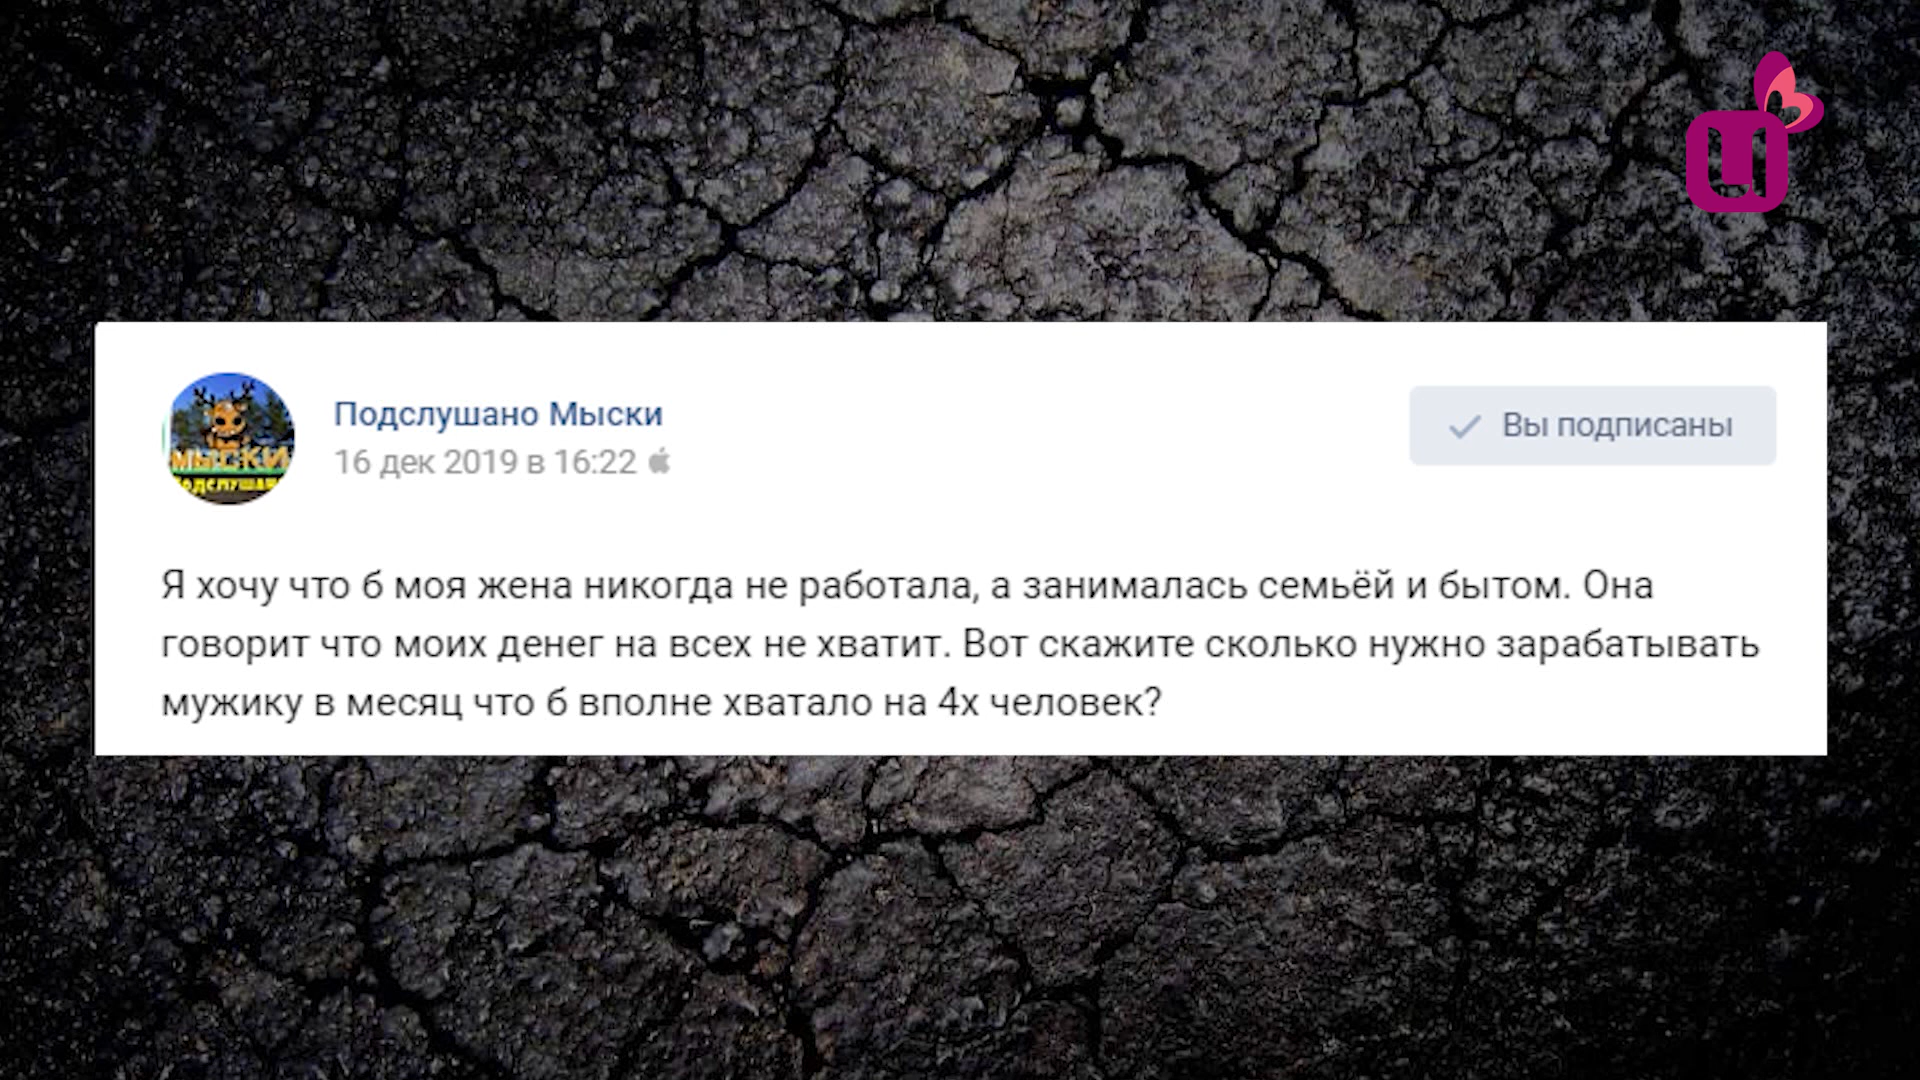 Подслушано Мыски
16 дек 2019 в 16:22
Вы подписаны
МЫСКИ
Я хочу что б моя жена никогда не работала, а занималась семьёй и бытом. Она
говорит что моих денег на всех не хватит. Вот скажите сколько нужно зарабатывать
мужику в месяц что б вполне хватало на 4х человек?